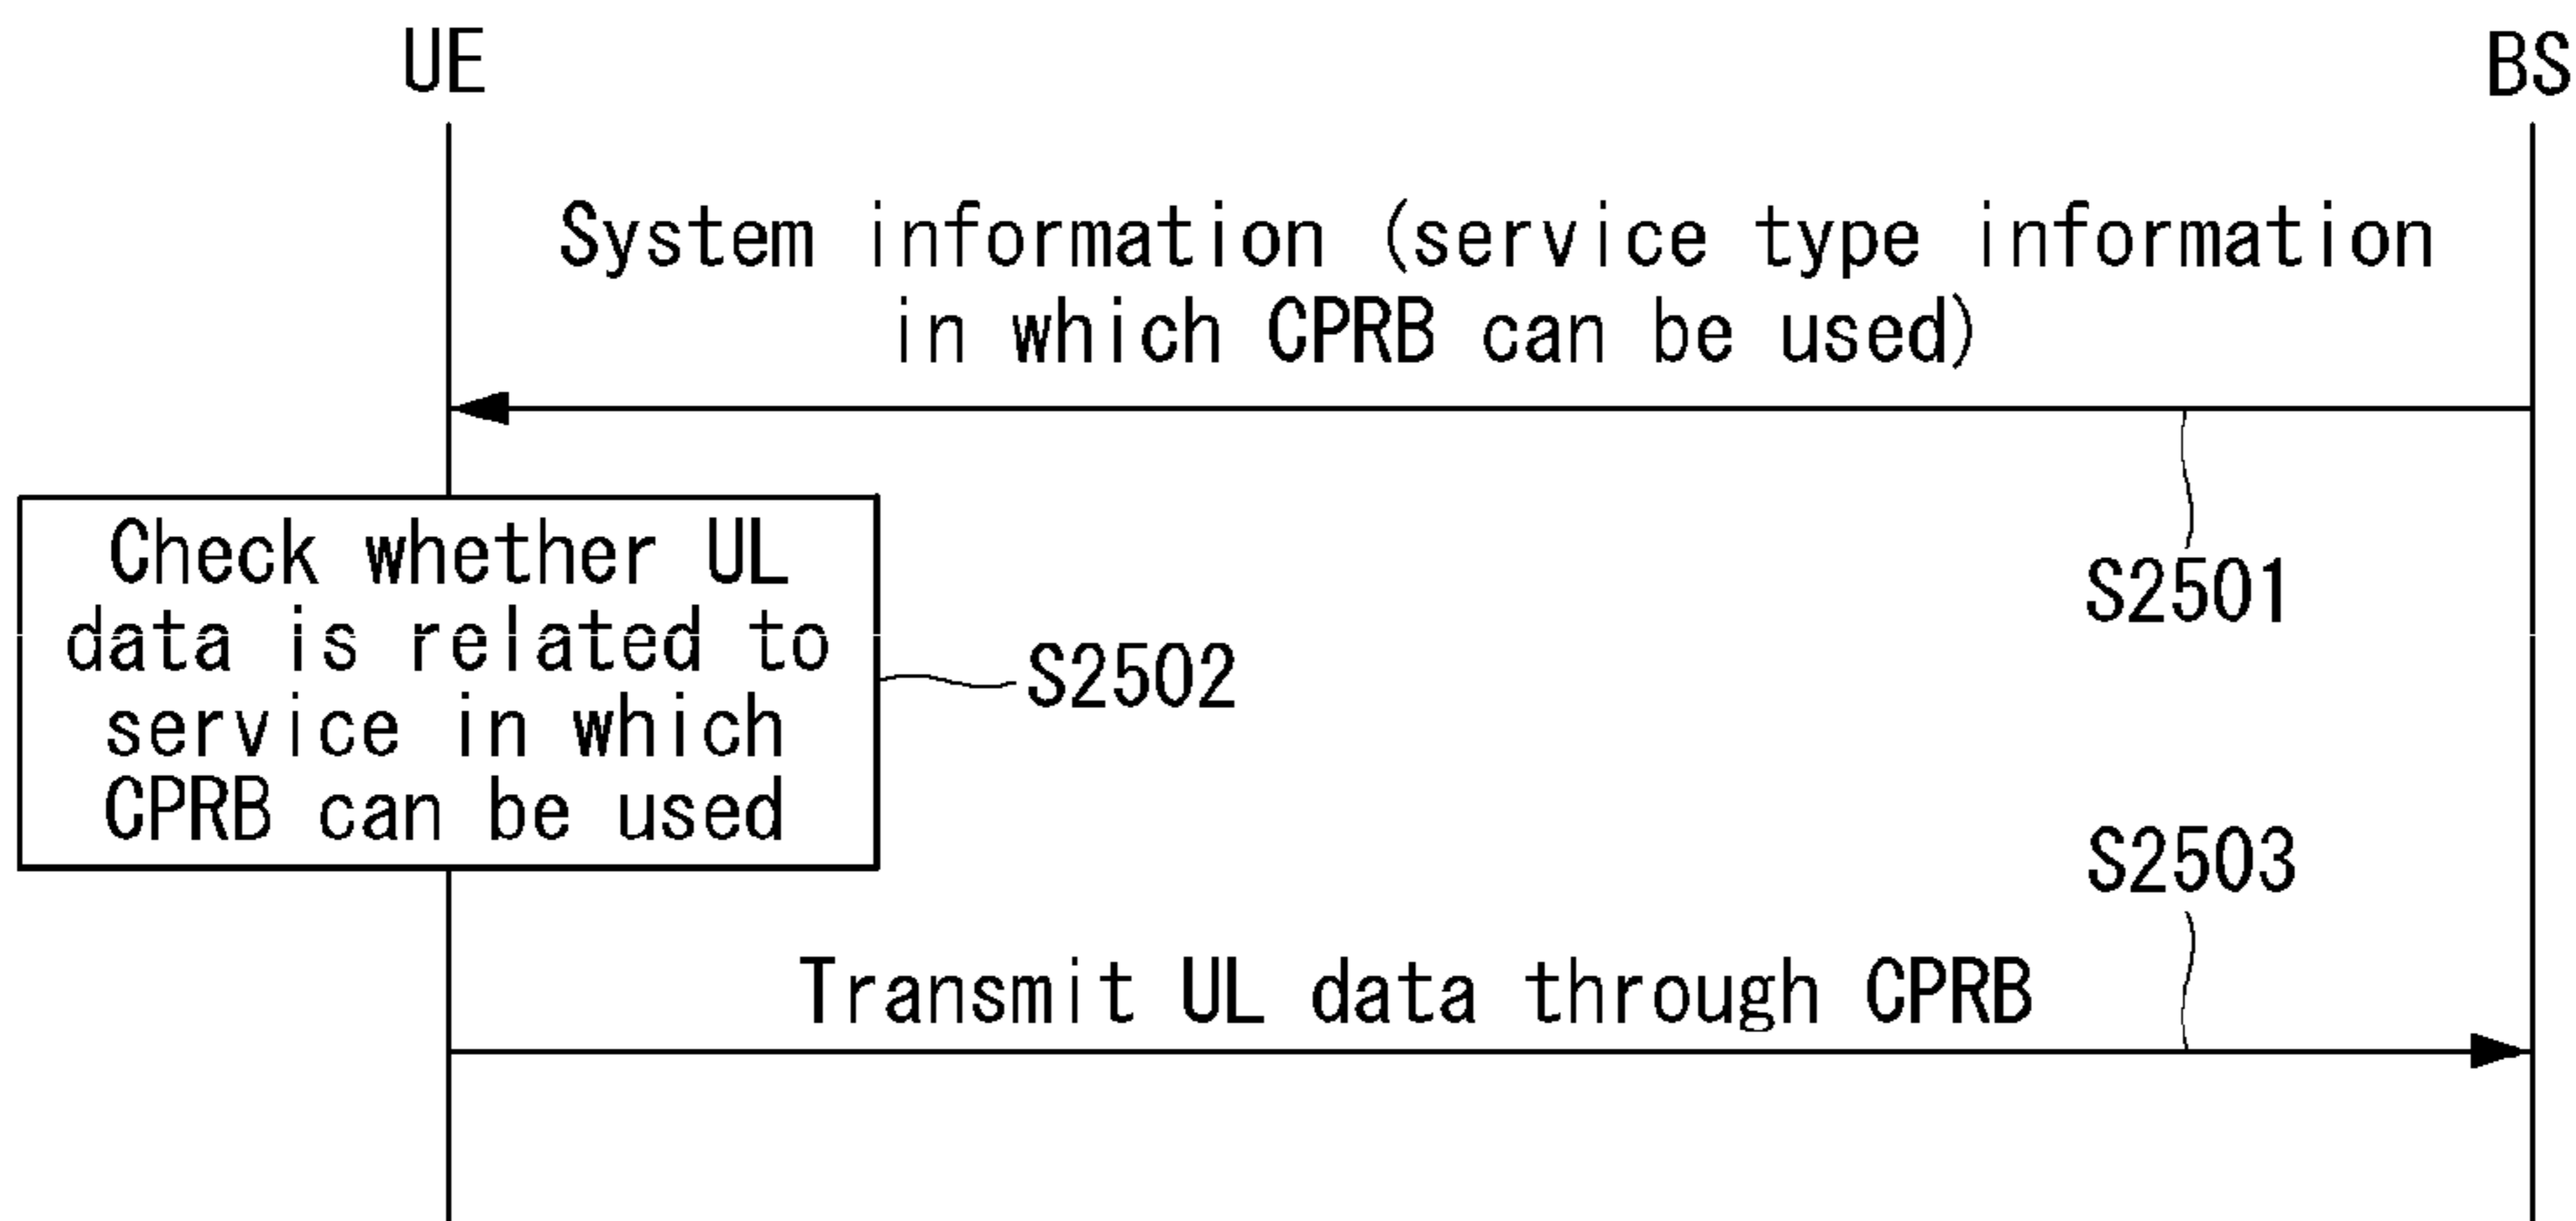 UE
BS
System information (service type information
in which CPRB can be used)
S2501
Check whether UL
data is related to
service in which
CPRB can be used
S2502
S2503
Transmit UL data through CPRB